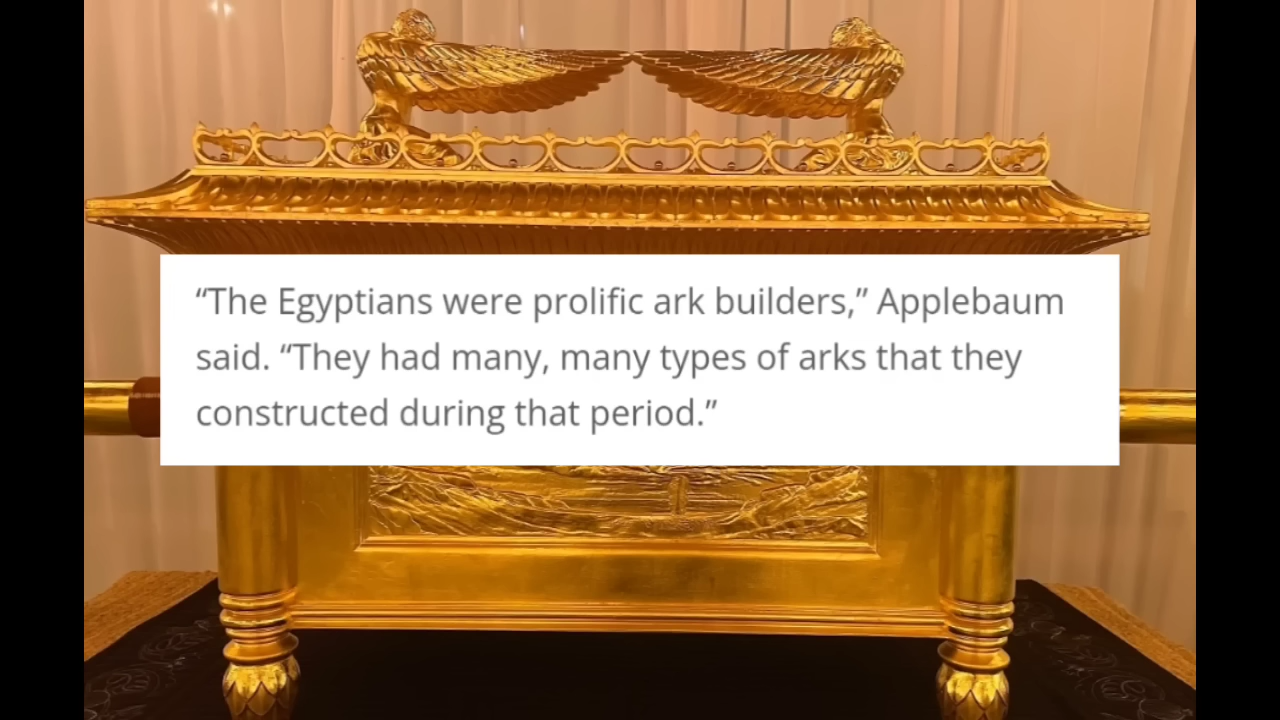 “The Egyptians were prolific ark builders,” Applebaum
said. “They had many, many types of arks that they
constructed during that period.”